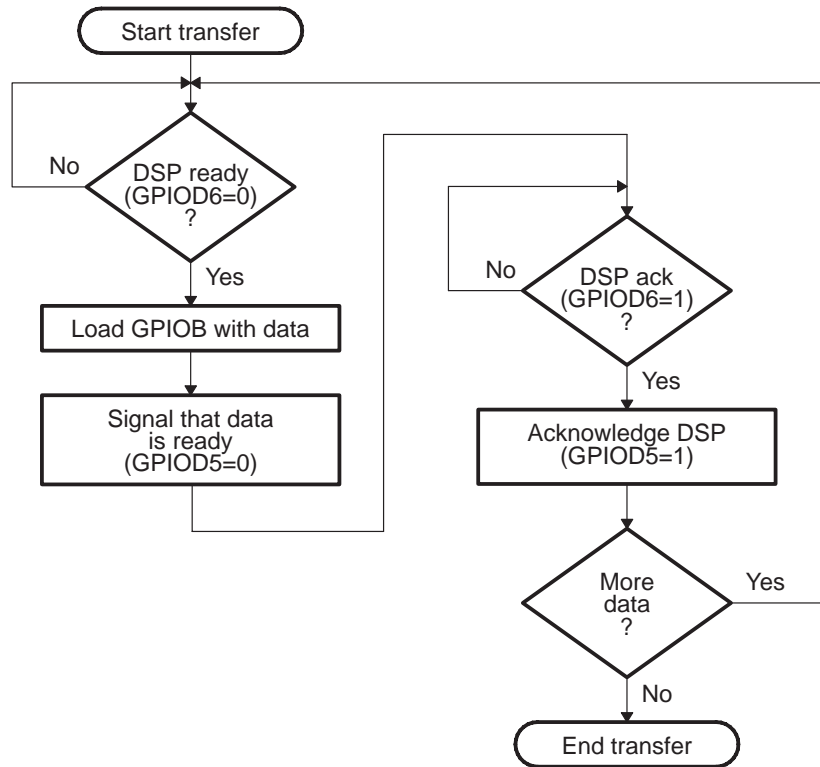 Start transfer
No
DSP ready
(GPIOD6=0)
?
Yes
Load GPIOB with data
Signal that data
is ready
(GPIOD5=0)
No
DSP ack
(GPIOD6=1)
?
Yes
Acknowledge DSP
(GPIOD5=1)
More
data
?
Yes
No
End transfer